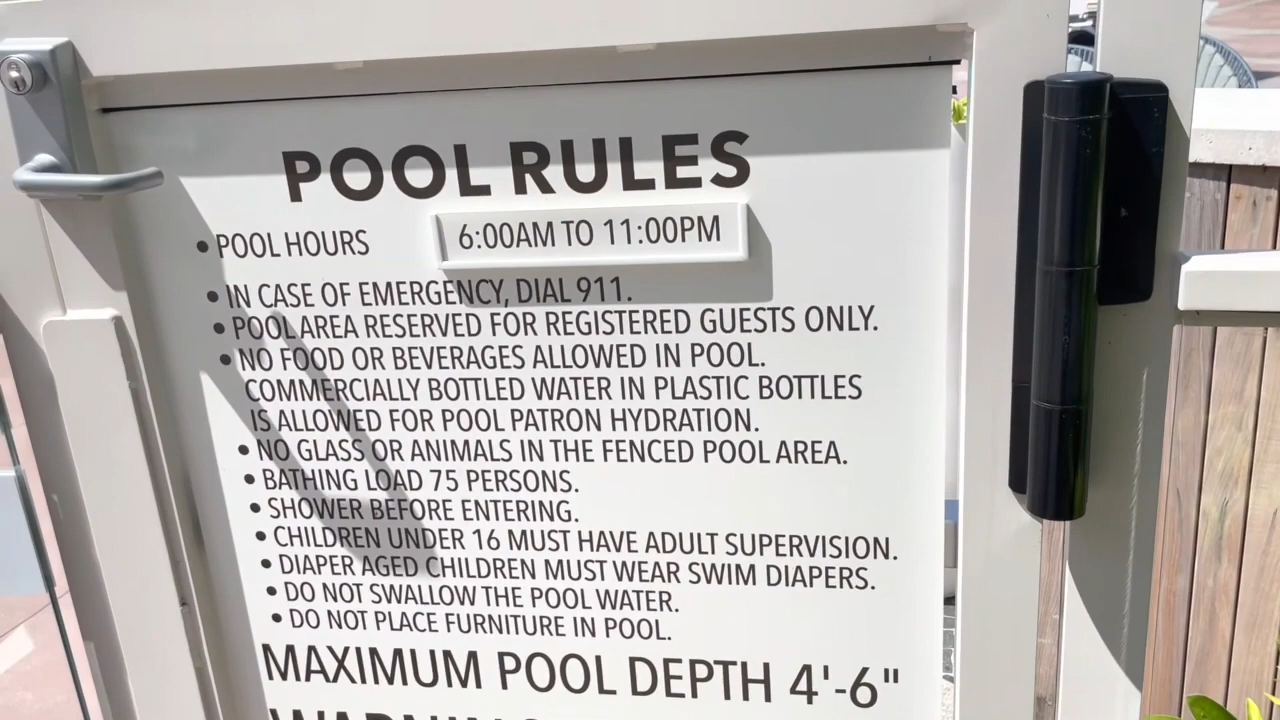 POOL RULES
• POOL HOURS 6:00AM TO 11:00PM
• IN CASE OF EMERGENCY, DIAL 911.
• POOL AREA RESERVED FOR REGISTERED GUESTS ONLY.
• NO FOOD OR BEVERAGES ALLOWED IN POOL.
COMMERCIALLY BOTTLED WATER IN PLASTIC BOTTLES
IS ALLOWED FOR POOL PATRON HYDRATION.
• NO GLASS OR ANIMALS IN THE FENCED POOL AREA.
• BATHING LOAD 75 PERSONS.
• SHOWER BEFORE ENTERING.
• CHILDREN UNDER 16 MUST HAVE ADULT SUPERVISION.
• DIAPER AGED CHILDREN MUST WEAR SWIM DIAPERS.
• DO NOT SWALLOW THE POOL WATER.
• DO NOT PLACE FURNITURE IN POOL.
MAXIMUM POOL DEPTH 4'-6"